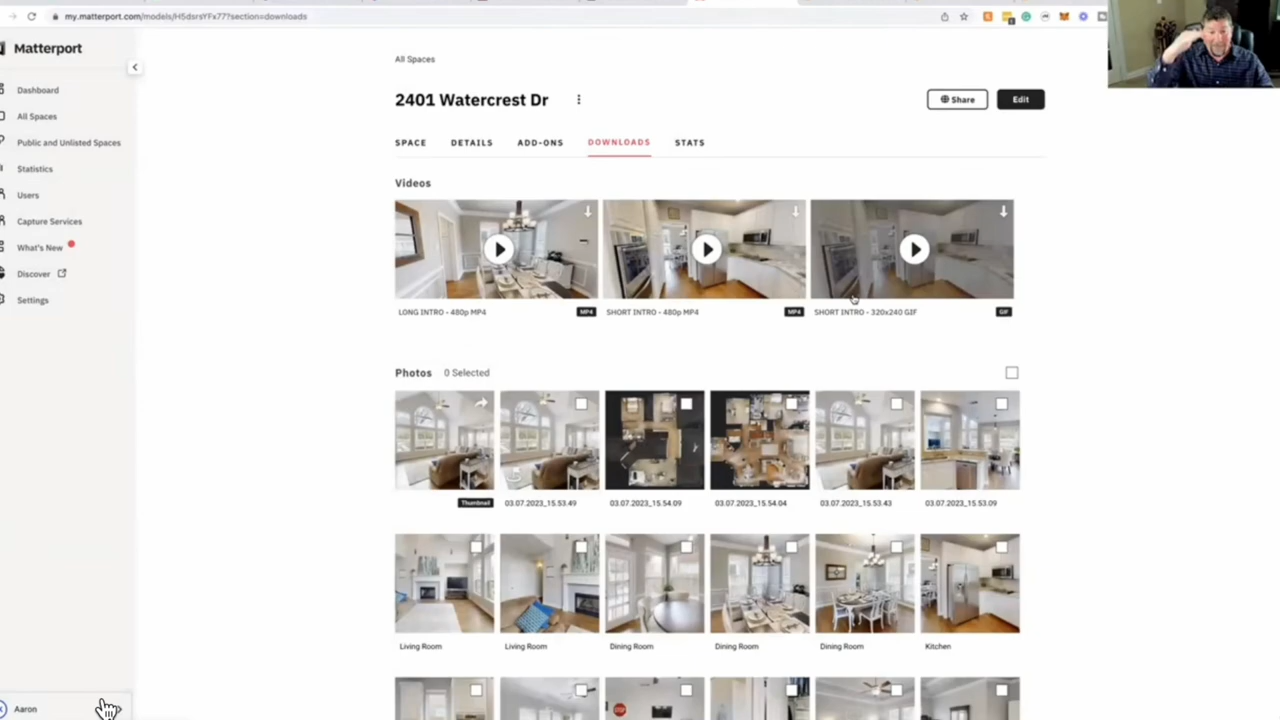 my.matterport.com/models/H5dsrsYFx77?section=downloads
Matterport
Dashboard
All Spaces
Public and Unlisted Spaces
Statistics
Users
Capture Services
What's New
Discover
Settings
Aaron
All Spaces
2401 Watercrest Dr
Share
Edit
SPACE DETAILS ADD-ONS DOWNLOADS STATS
Videos
LONG INTRO - 480p MP4 MP4
SHORT INTRO - 480p MP4 MP4
SHORT INTRO - 320x240 GIF GIF
Photos 0 Selected
Thumbnail
03.07.2023_15.53.49
03.07.2023_15.54.09
03.07.2023_15.54.04
03.07.2023_15.53.43
03.07.2023_15.53.09
Living Room
Living Room
Dining Room
Dining Room
Dining Room
Kitchen